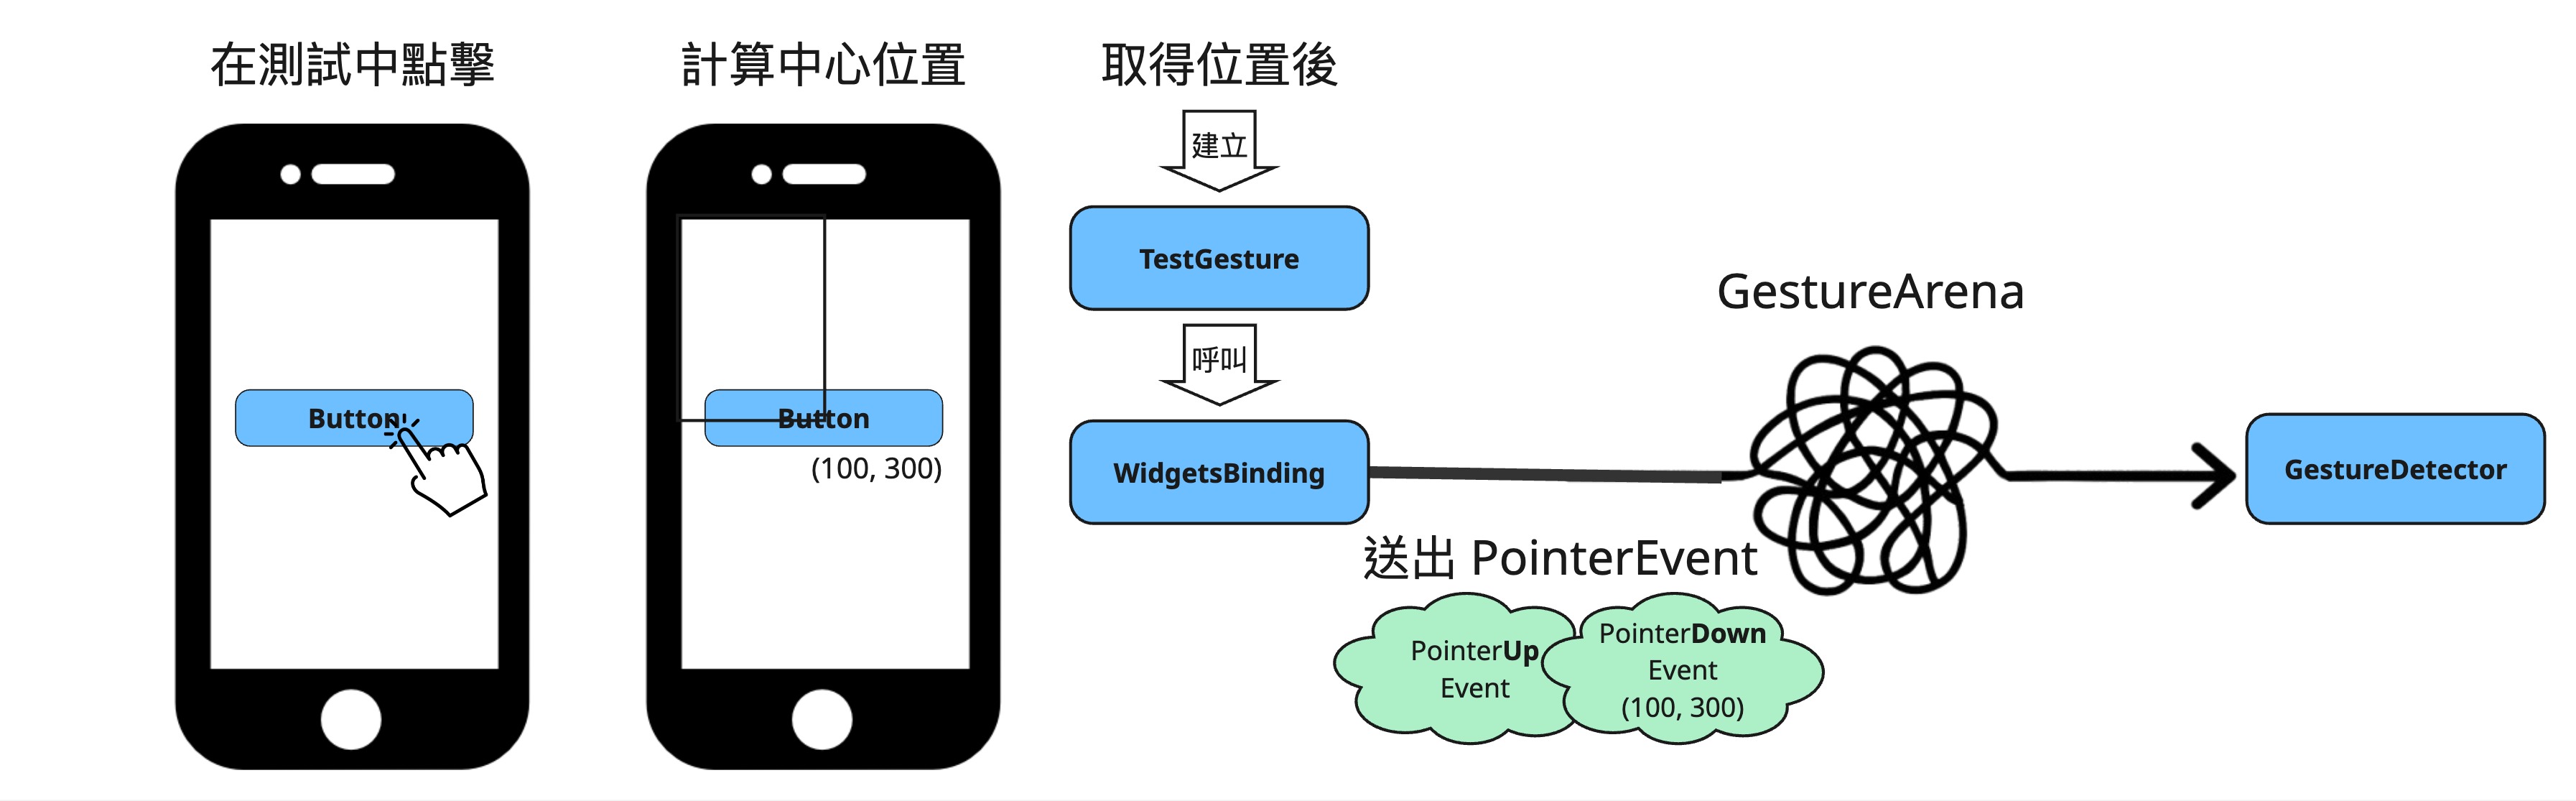 在測試中點擊
Button
計算中心位置
Button
(100, 300)
取得位置後
建立
TestGesture
呼叫
WidgetsBinding
送出 PointerEvent
PointerUp
Event
PointerDown
Event
(100, 300)
GestureArena
GestureDetector